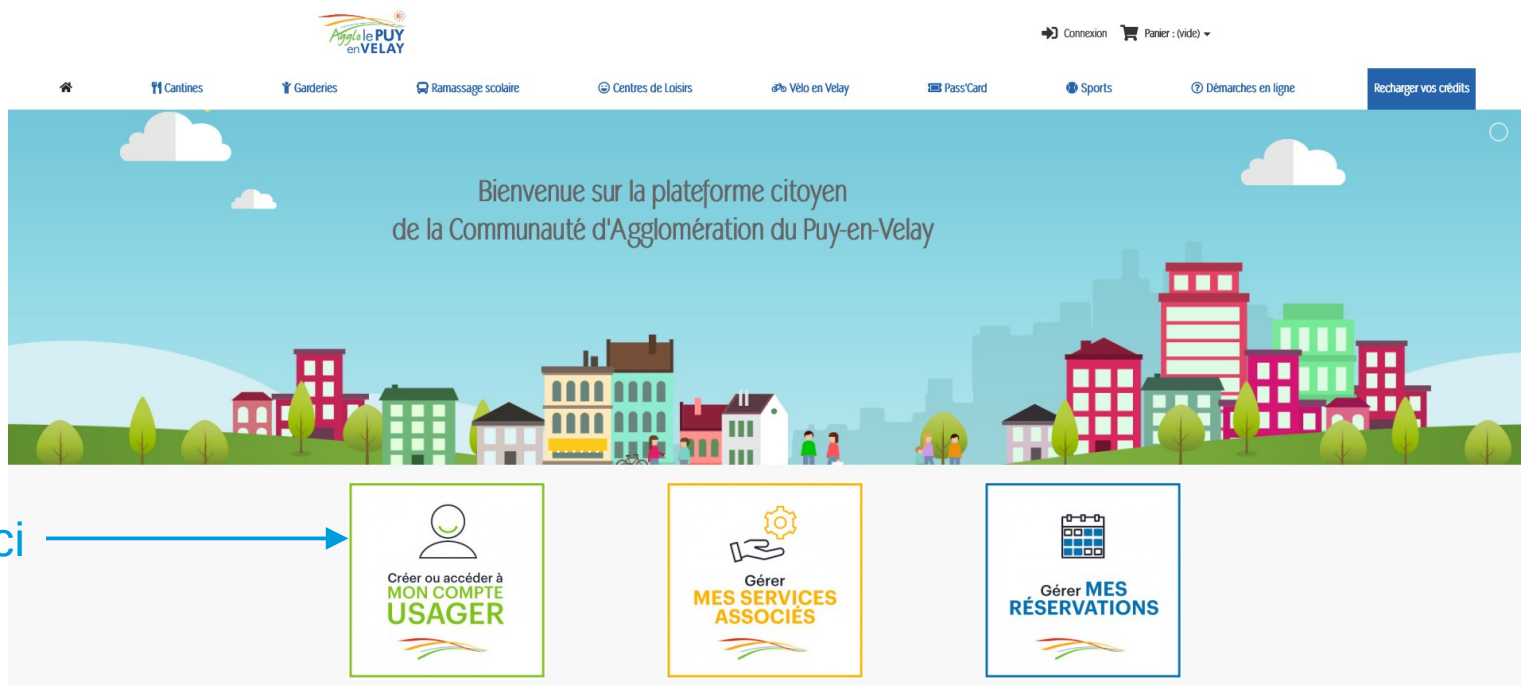 Agglo le PUY
en VELAY
Connexion Panier : (vide)
Cantines Garderies Ramassage scolaire Centres de Loisirs Vélo en Velay Pass'Card Sports Démarches en ligne Recharger vos crédits
Bienvenue sur la plateforme citoyen
de la Communauté d'Agglomération du Puy-en-Velay
ci
Créer ou accéder à
MON COMPTE
USAGER
Gérer
MES SERVICES
ASSOCIÉS
Gérer MES
RÉSERVATIONS